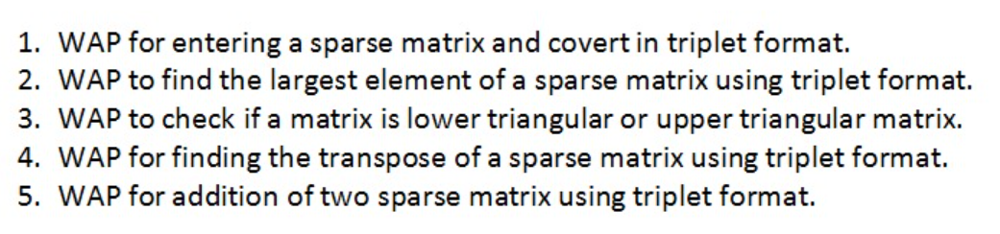 1. WAP for entering a sparse matrix and covert in triplet format.
2. WAP to find the largest element of a sparse matrix using triplet format.
3. WAP to check if a matrix is lower triangular or upper triangular matrix.
4. WAP for finding the transpose of a sparse matrix using triplet format.
5. WAP for addition of two sparse matrix using triplet format.